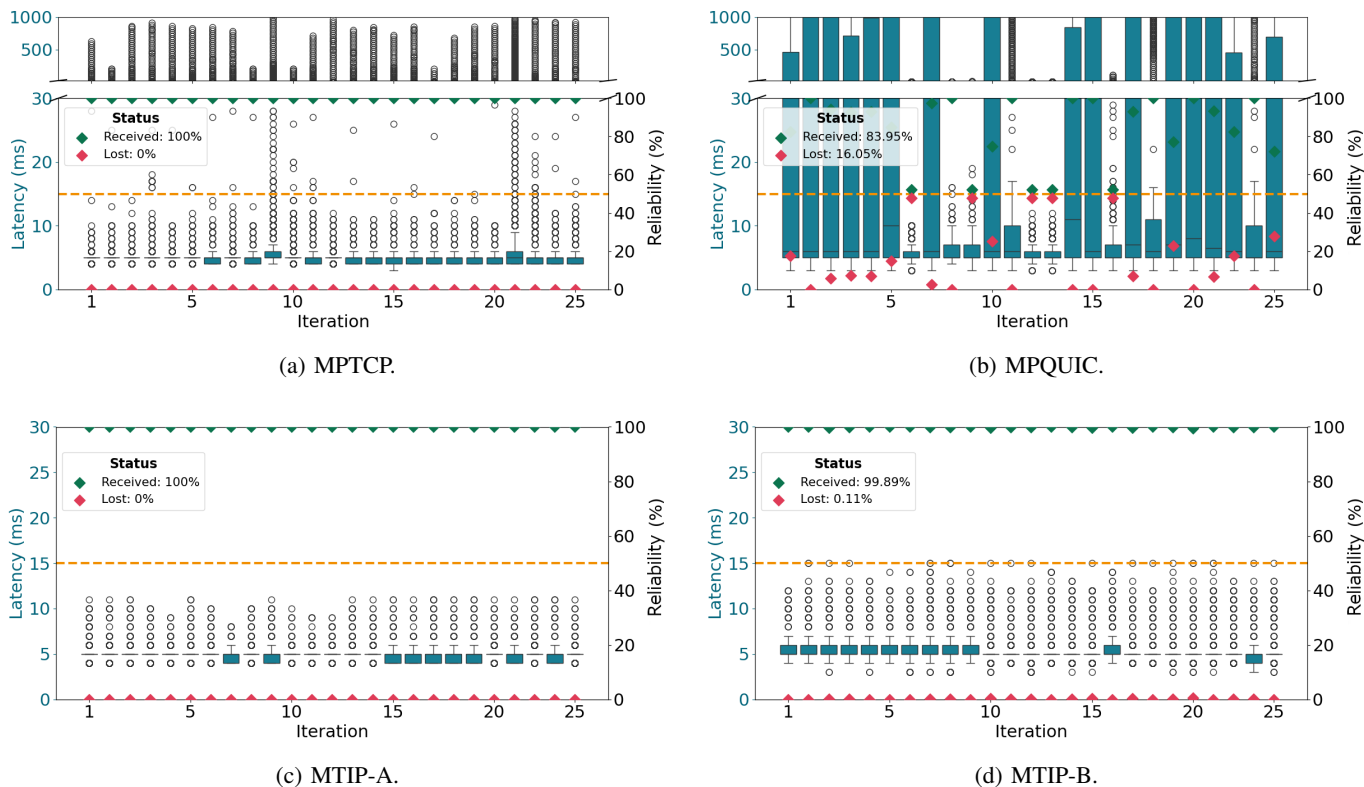 1000
500
30
20
10
0
Latency (ms)
Status
Received: 100%
Lost: 0%
100
80
60
40
20
0
Reliability (%)
1 5 10 15 20 25
Iteration
(a) MPTCP.
1000
500
30
20
10
0
Latency (ms)
Status
Received: 83.95%
Lost: 16.05%
100
80
60
40
20
0
Reliability (%)
1 5 10 15 20 25
Iteration
(b) MPQUIC.
30
25
20
15
10
5
0
Latency (ms)
Status
Received: 100%
Lost: 0%
100
80
60
40
20
0
Reliability (%)
1 5 10 15 20 25
Iteration
(c) MTIP-A.
30
25
20
15
10
5
0
Latency (ms)
Status
Received: 99.89%
Lost: 0.11%
100
80
60
40
20
0
Reliability (%)
1 5 10 15 20 25
Iteration
(d) MTIP-B.